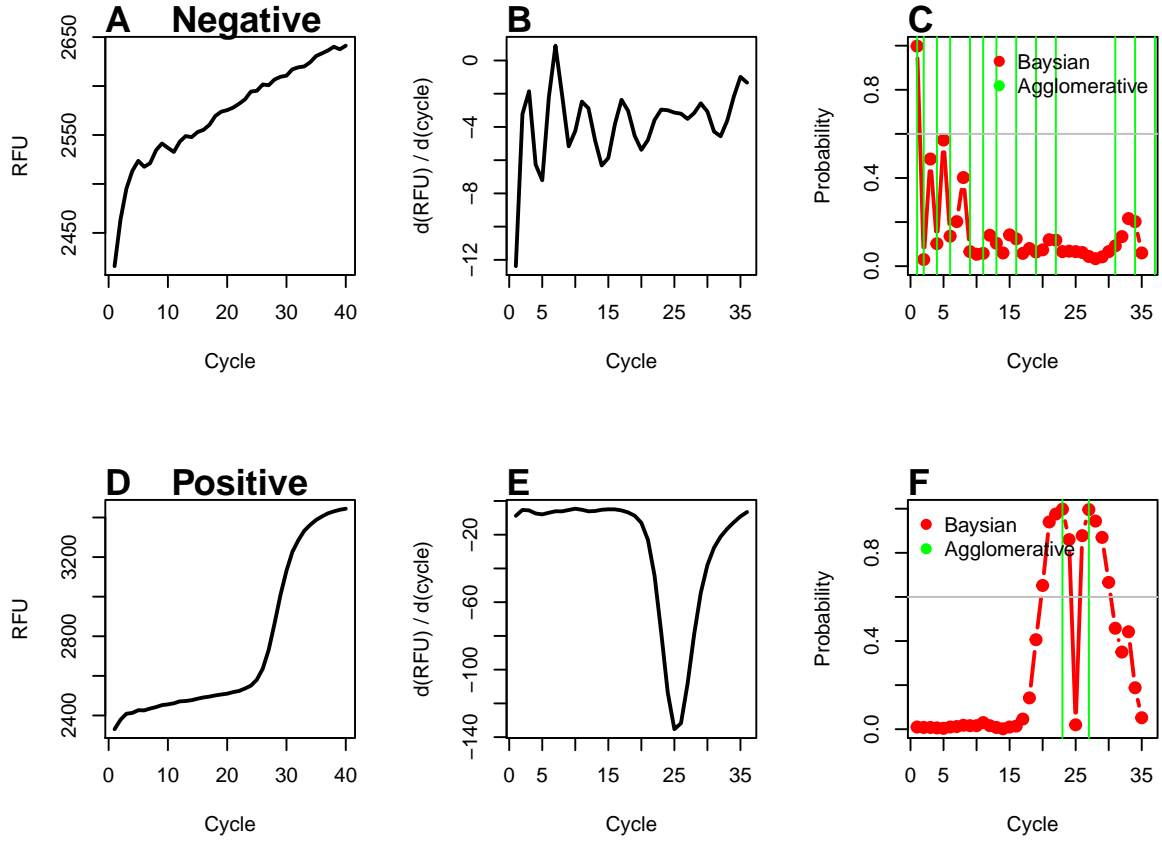 A Negative
RFU
2450 2550 2650
0 10 20 30 40
Cycle
B
d(RFU) / d(cycle)
−12 −8 −4 0
0 5 15 25 35
Cycle
C
Probability
0.0 0.4 0.8
Baysian
Agglomerative
0 5 15 25 35
Cycle
D Positive
RFU
2400 2800 3200
0 10 20 30 40
Cycle
E
d(RFU) / d(cycle)
−140 −100 −60 −20
0 5 15 25 35
Cycle
F
Probability
0.0 0.4 0.8
Baysian
Agglomerative
0 5 15 25 35
Cycle